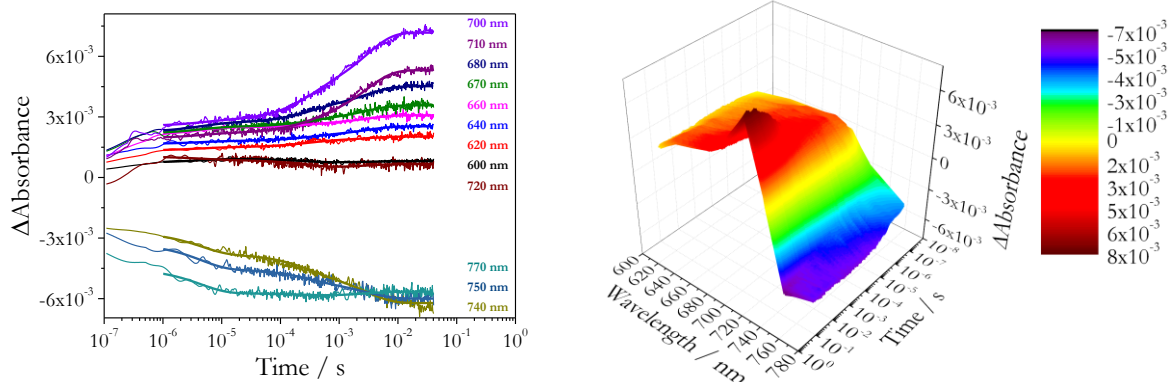 ΔAbsorbance
6x10⁻³
3x10⁻³
0
-3x10⁻³
-6x10⁻³
700 nm
710 nm
680 nm
670 nm
660 nm
640 nm
620 nm
600 nm
720 nm
770 nm
750 nm
740 nm
10⁻⁷ 10⁻⁶ 10⁻⁵ 10⁻⁴ 10⁻³ 10⁻² 10⁻¹ 10⁰
Time / s
6x10⁻³
3x10⁻³
0
-3x10⁻³
-6x10⁻³
ΔAbsorbance
600
620
640
660
680
700
720
740
760
780
Wavelength / nm
10⁻⁸
10⁻⁷
10⁻⁶
10⁻⁵
10⁻⁴
10⁻³
10⁻²
10⁻¹
10⁰
Time / s
-7x10⁻³
-5x10⁻³
-4x10⁻³
-3x10⁻³
-1x10⁻³
0
2x10⁻³
3x10⁻³
5x10⁻³
6x10⁻³
8x10⁻³